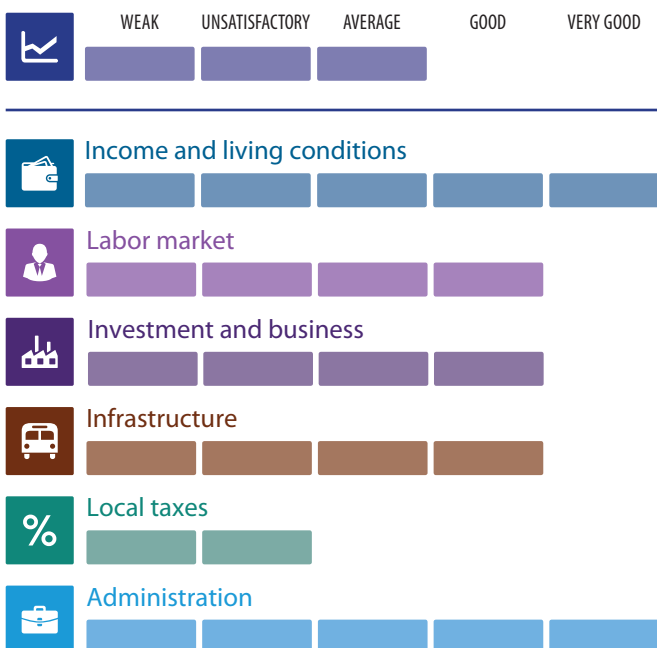 WEAK UNSATISFACTORY AVERAGE GOOD VERY GOOD
Income and living conditions
Labor market
Investment and business
Infrastructure
% Local taxes
Administration